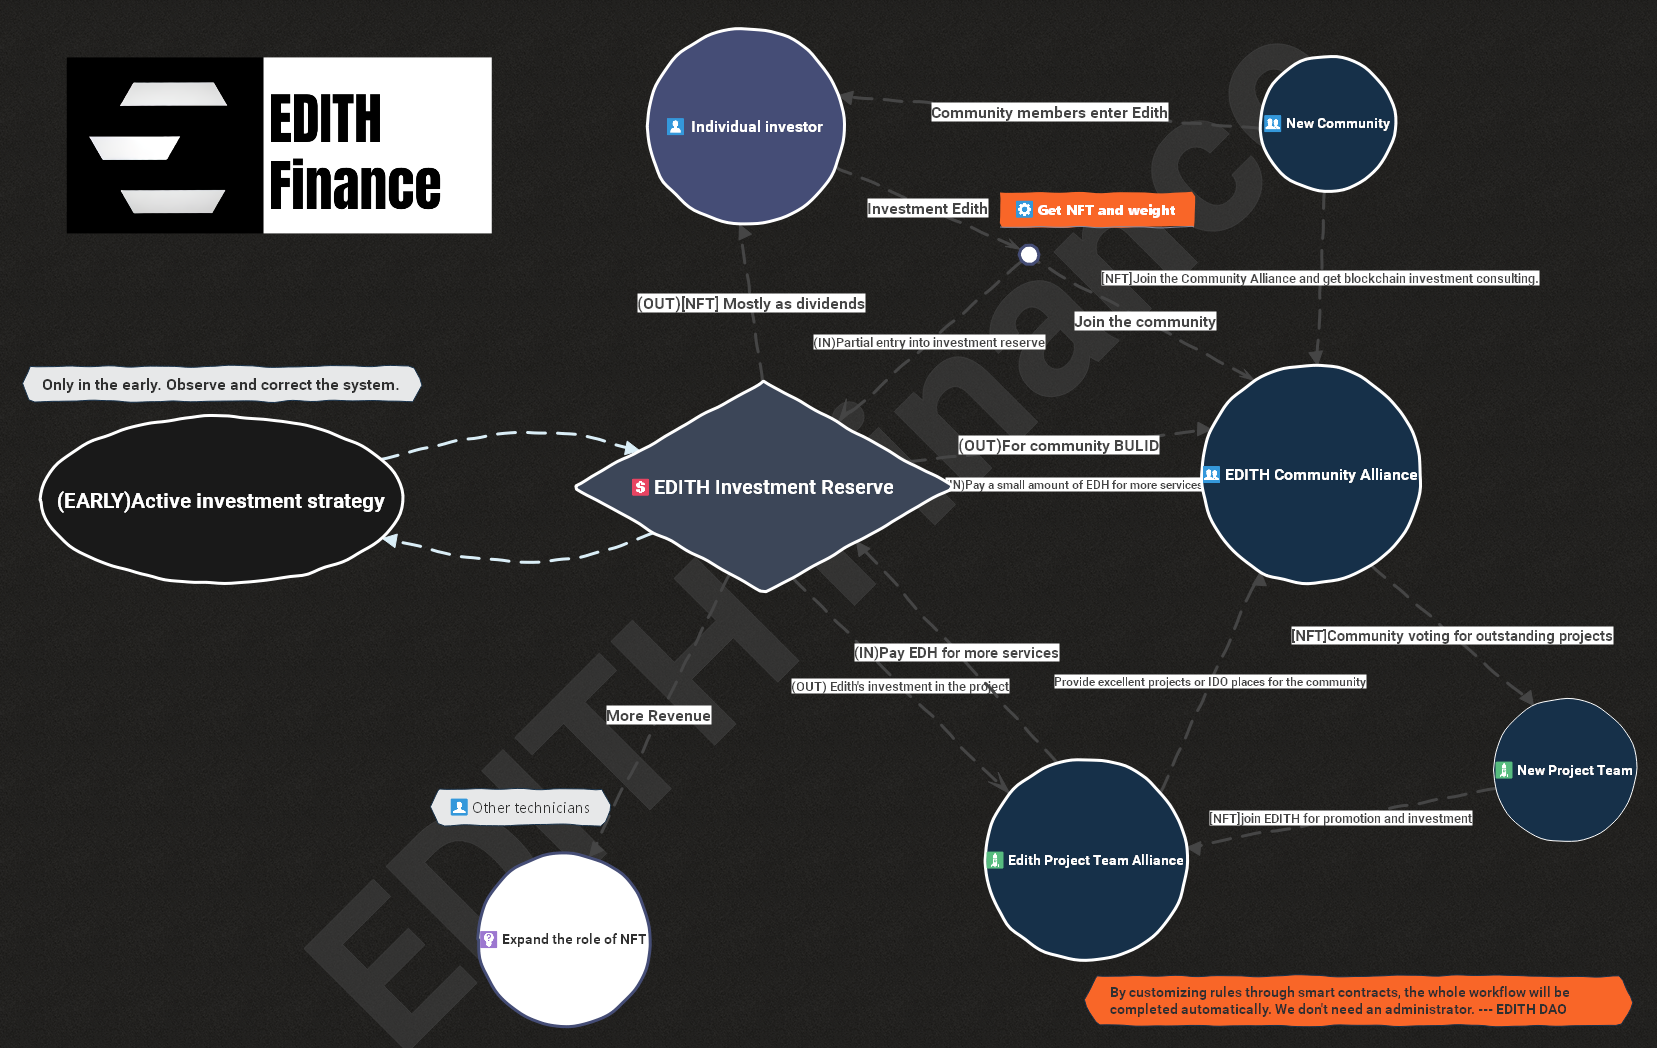 EDITH
Finance
Individual investor
Community members enter Edith
New Community
Investment Edith
Get NFT and weight
[NFT]Join the Community Alliance and get blockchain investment consulting.
(OUT)[NFT] Mostly as dividends
Join the community
(IN)Partial entry into investment reserve
Only in the early. Observe and correct the system.
(EARLY)Active investment strategy
EDITH Investment Reserve
(OUT)For community BULID
IN)Pay a small amount of EDH for more services
EDITH Community Alliance
[NFT]Community voting for outstanding projects
(IN)Pay EDH for more services
(OUT) Edith's investment in the project
Provide excellent projects or IDO places for the community
More Revenue
New Project Team
Other technicians
[NFT]join EDITH for promotion and investment
Edith Project Team Alliance
Expand the role of NFT
By customizing rules through smart contracts, the whole workflow will be
completed automatically. We don't need an administrator. --- EDITH DAO
EDITH Finance